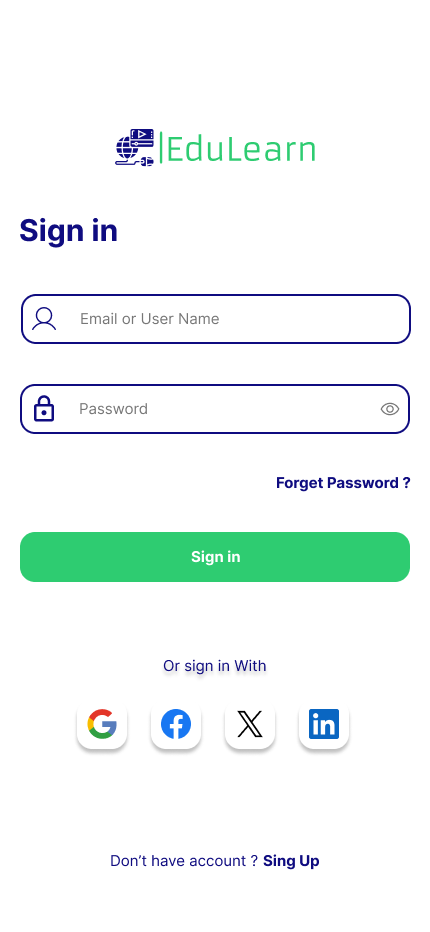 |EduLearn
Sign in
Email or User Name
Password
Forget Password ?
Sign in
Or sign in With
Don’t have account ? Sing Up